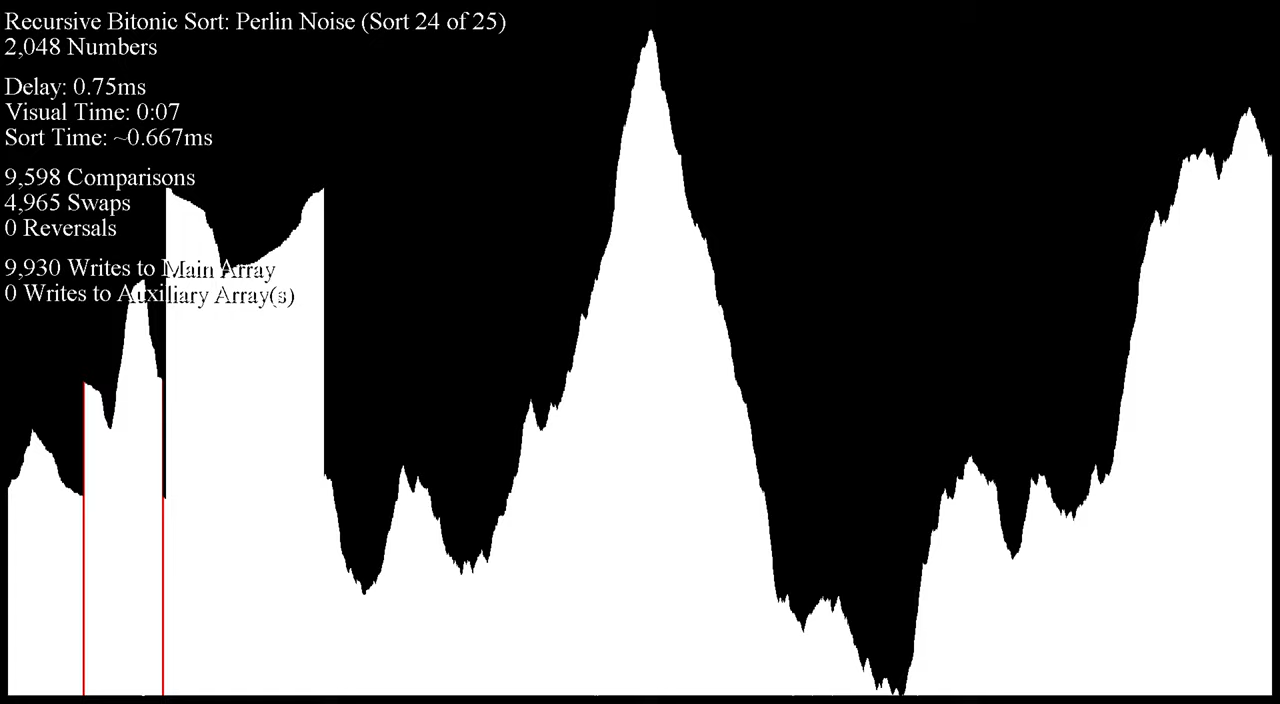 Recursive Bitonic Sort: Perlin Noise (Sort 24 of 25)
2,048 Numbers
Delay: 0.75ms
Visual Time: 0:07
Sort Time: ~0.667ms
9,598 Comparisons
4,965 Swaps
0 Reversals
9,930 Writes to Main Array
0 Writes to Auxiliary Array(s)